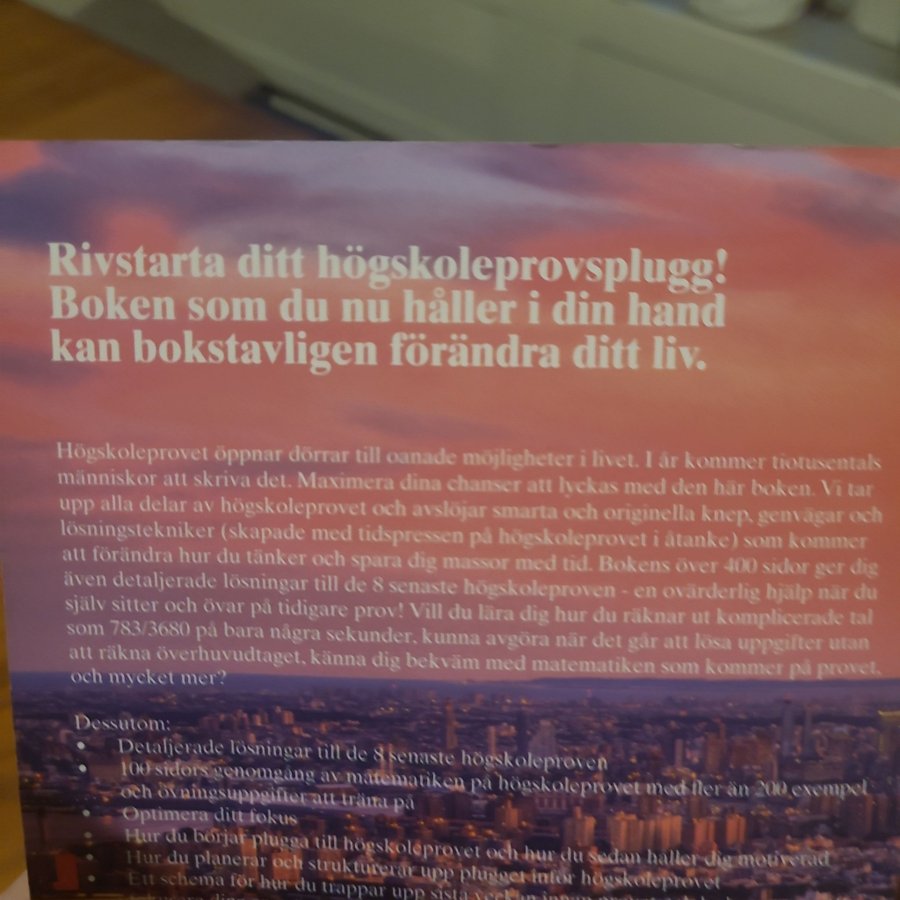 Rivstarta ditt högskoleprovsplugg!
Boken som du nu håller i din hand
kan bokstavligen förändra ditt liv.
Högskoleprovet öppnar dörrar till oanade möjligheter i livet. I år kommer tiotusentals
människor att skriva det. Maximera dina chanser att lyckas med den här boken. Vi tar
upp alla delar av högskoleprovet och avslöjar smarta och originella knep, genvägar och
lösningstekniker (skapade med tidspressen på högskoleprovet i åtanke) som kommer
att förändra hur du tänker och spara dig massor med tid. Bokens över 400 sidor ger dig
även detaljerade lösningar till de 8 senaste högskoleproven - en ovärderlig hjälp när du
själv sitter och övar på tidigare prov! Vill du lära dig hur du räknar ut komplicerade tal
som 783/3680 på bara några sekunder, kunna avgöra när det går att lösa uppgifter utan
att räkna överhuvudtaget, känna dig bekväm med matematiken som kommer på provet,
och mycket mer?
Dessutom:
• Detaljerade lösningar till de 8 senaste högskoleproven
• 100 sidors genomgång av matematiken på högskoleprovet med fler än 200 exempel
och övningsuppgifter att träna på
• Optimera ditt fokus
• Hur du börjar plugga till högskoleprovet och hur du sedan håller dig motiverad
• Hur du planerar och strukturerar upp plugget inför högskoleprovet
• Ett schema för hur du trappar upp sista veckan innan